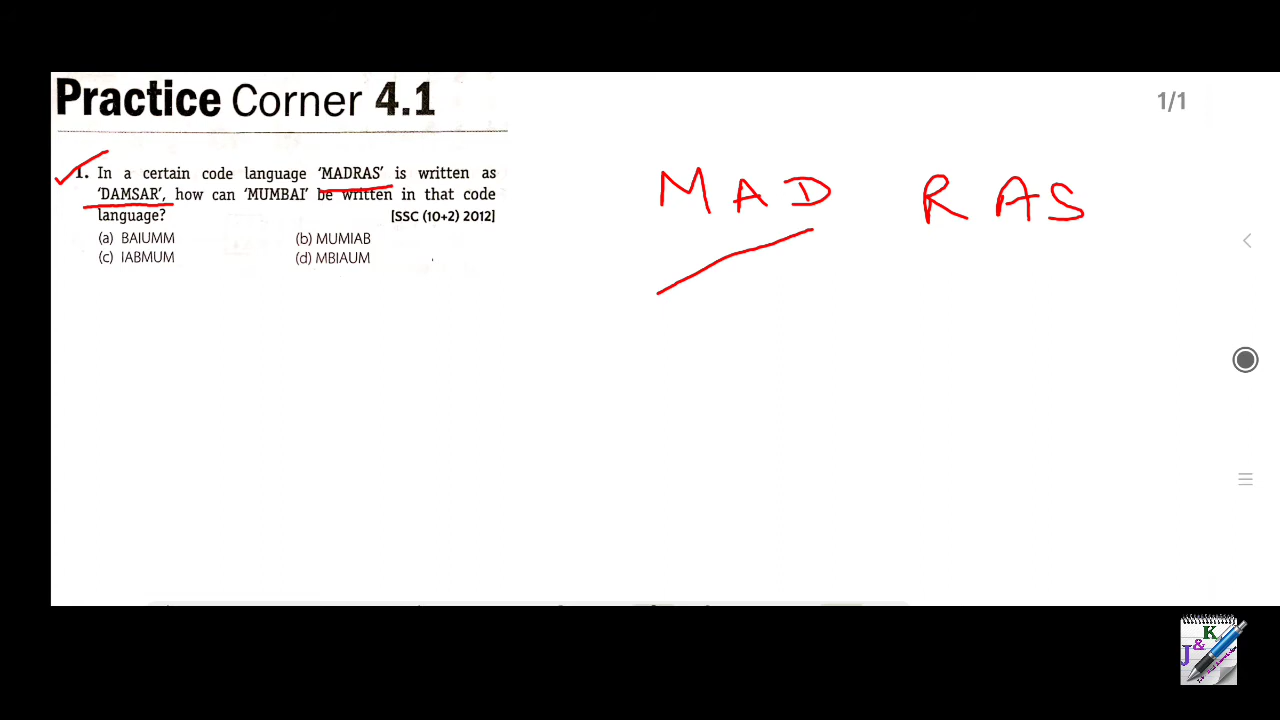 Practice Corner 4.1
1/1
1. In a certain code language 'MADRAS' is written as
'DAMSAR', how can 'MUMBAI' be written in that code
language? [SSC (10+2) 2012]
(a) BAIUMM (b) MUMIAB
(c) IABMUM (d) MBIAUM
MAD RAS
J & K